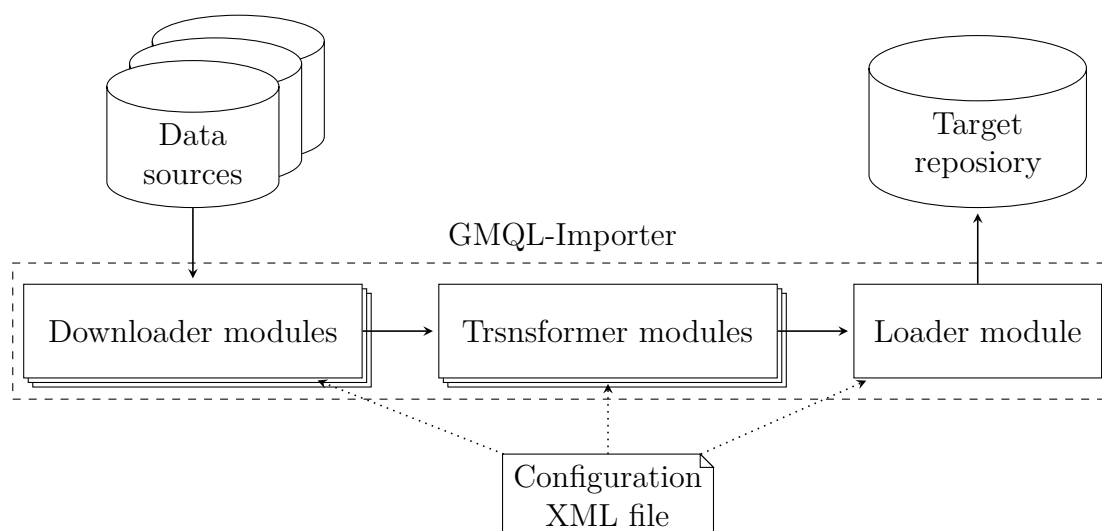 Data
sources
Target
reposiory
GMQL-Importer
Downloader modules
Trsnsformer modules
Loader module
Configuration
XML file